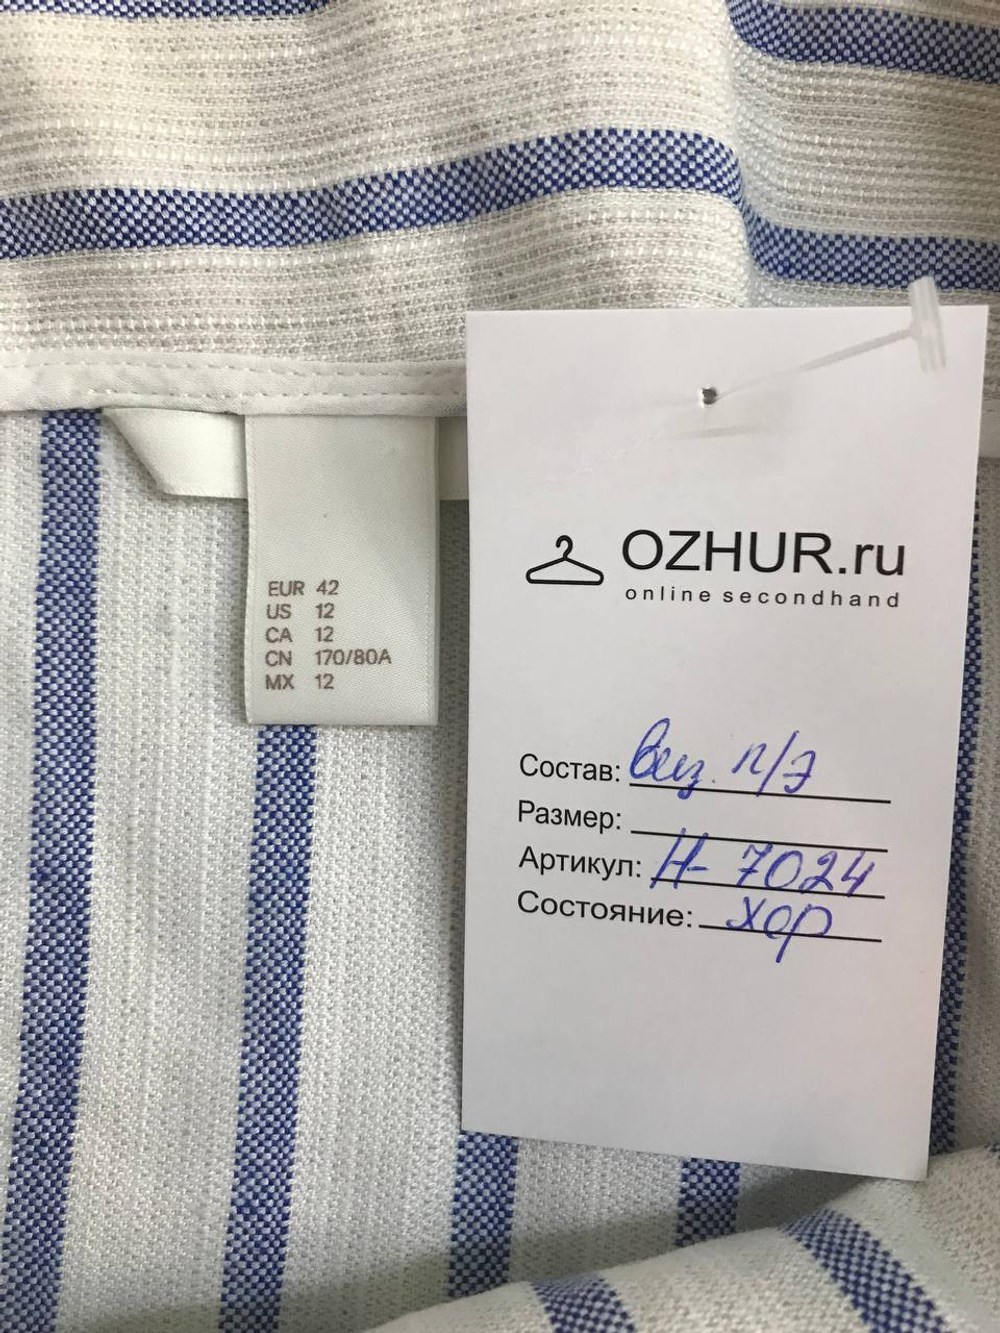 EUR 42
US 12
CA 12
CN 170/80A
MX 12
OZHUR.ru
online secondhand
Состав: виз. п/э
Размер:
Артикул: Н- 7024
Состояние: хор